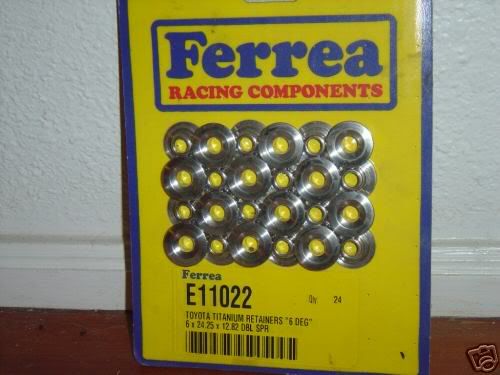 Ferrea
RACING COMPONENTS
Ferrea
E11022 Qty 24
TOYOTA TITANIUM RETAINERS "6 DEG"
6 x 24.25 x 12.82 DBL SPR